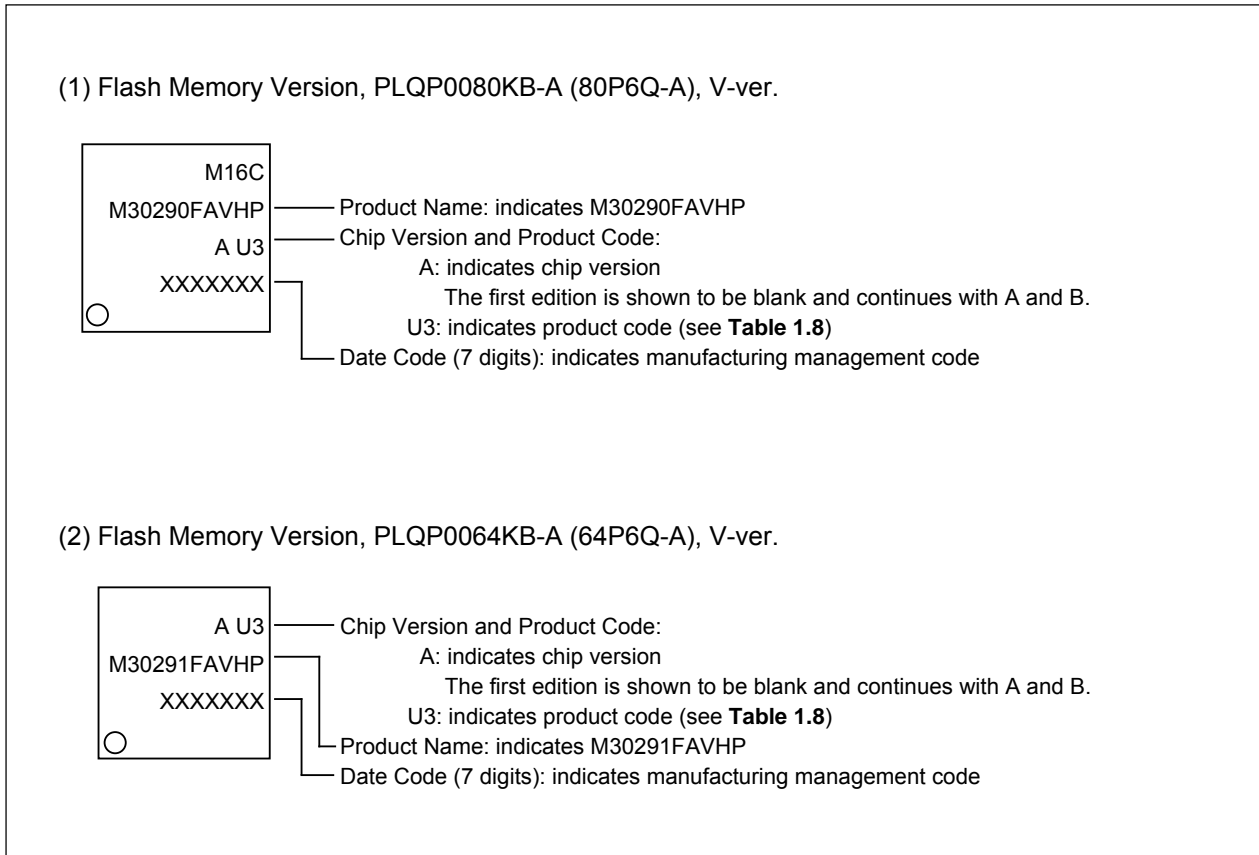 (1) Flash Memory Version, PLQP0080KB-A (80P6Q-A), V-ver.
M16C
M30290FAVHP
A U3
XXXXXXX
Product Name: indicates M30290FAVHP
Chip Version and Product Code:
A: indicates chip version
The first edition is shown to be blank and continues with A and B.
U3: indicates product code (see Table 1.8)
Date Code (7 digits): indicates manufacturing management code
(2) Flash Memory Version, PLQP0064KB-A (64P6Q-A), V-ver.
A U3
M30291FAVHP
XXXXXXX
Chip Version and Product Code:
A: indicates chip version
The first edition is shown to be blank and continues with A and B.
U3: indicates product code (see Table 1.8)
Product Name: indicates M30291FAVHP
Date Code (7 digits): indicates manufacturing management code